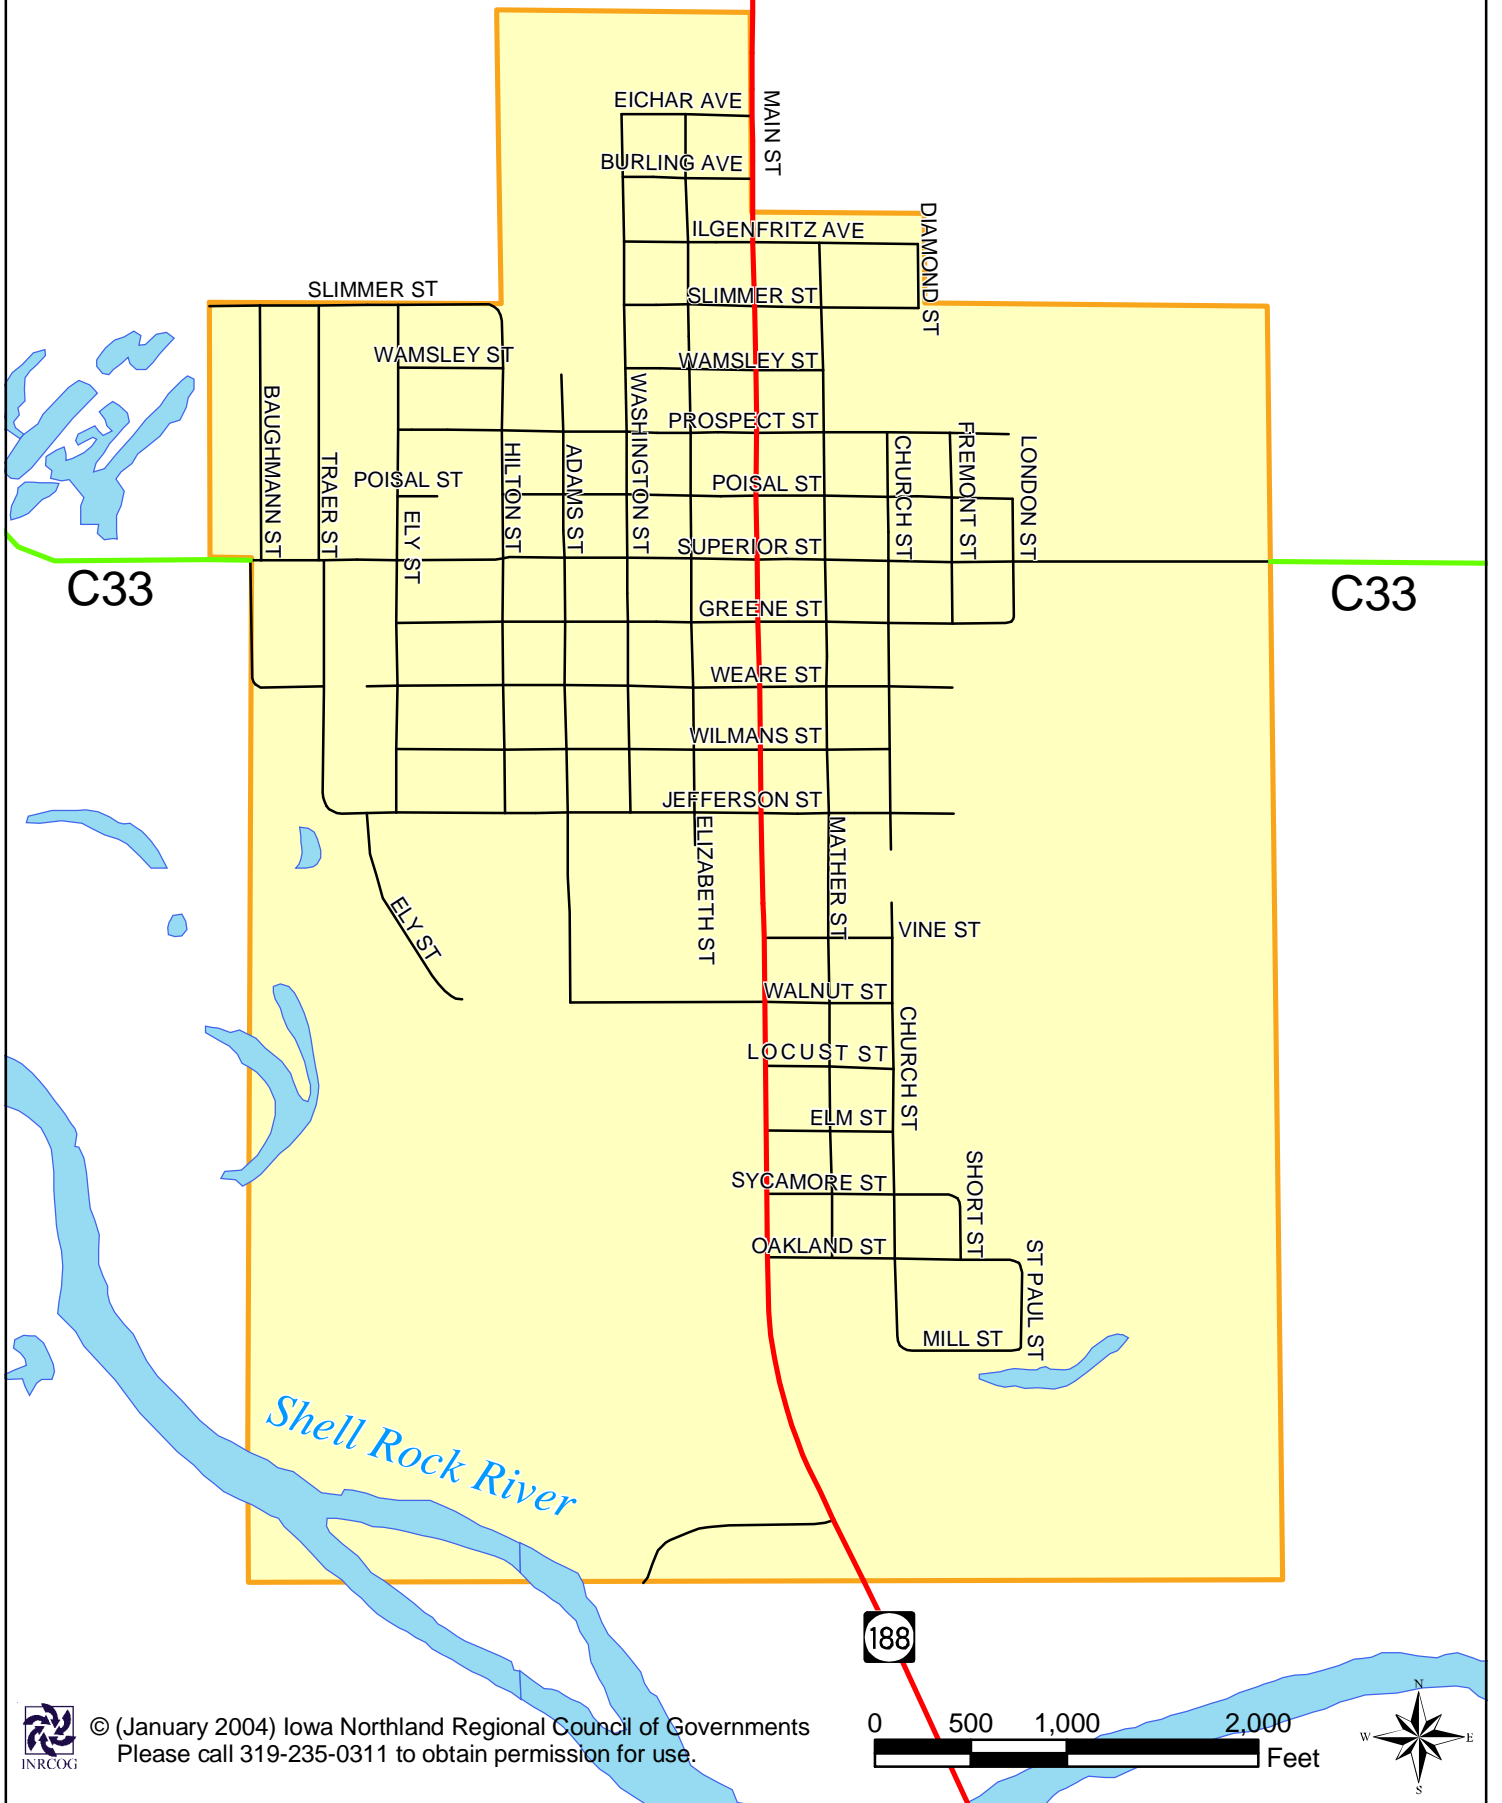 EICHAR AVE
MAIN ST
BURLING AVE
DIAMOND ST
ILGENFRITZ AVE
SLIMMER ST
SLIMMER ST
WAMSLEY ST
WAMSLEY ST
BAUGHMANN ST
WASHINGTON ST
PROSPECT ST
TRAER ST
HILTON ST
ADAMS ST
CHURCH ST
FREMONT ST
LONDON ST
POISAL ST
POISAL ST
ELY ST
SUPERIOR ST
C33
C33
GREENE ST
WEARE ST
WILMANS ST
JEFFERSON ST
ELIZABETH ST
MATHER ST
ELY ST
VINE ST
WALNUT ST
CHURCH ST
LOCUST ST
ELM ST
SHORT ST
SYCAMORE ST
OAKLAND ST
ST PAUL ST
MILL ST
Shell Rock River
188
N
W
E
S
INRCOG
© (January 2004) Iowa Northland Regional Council of Governments
Please call 319-235-0311 to obtain permission for use.
0 500 1,000 2,000
Feet